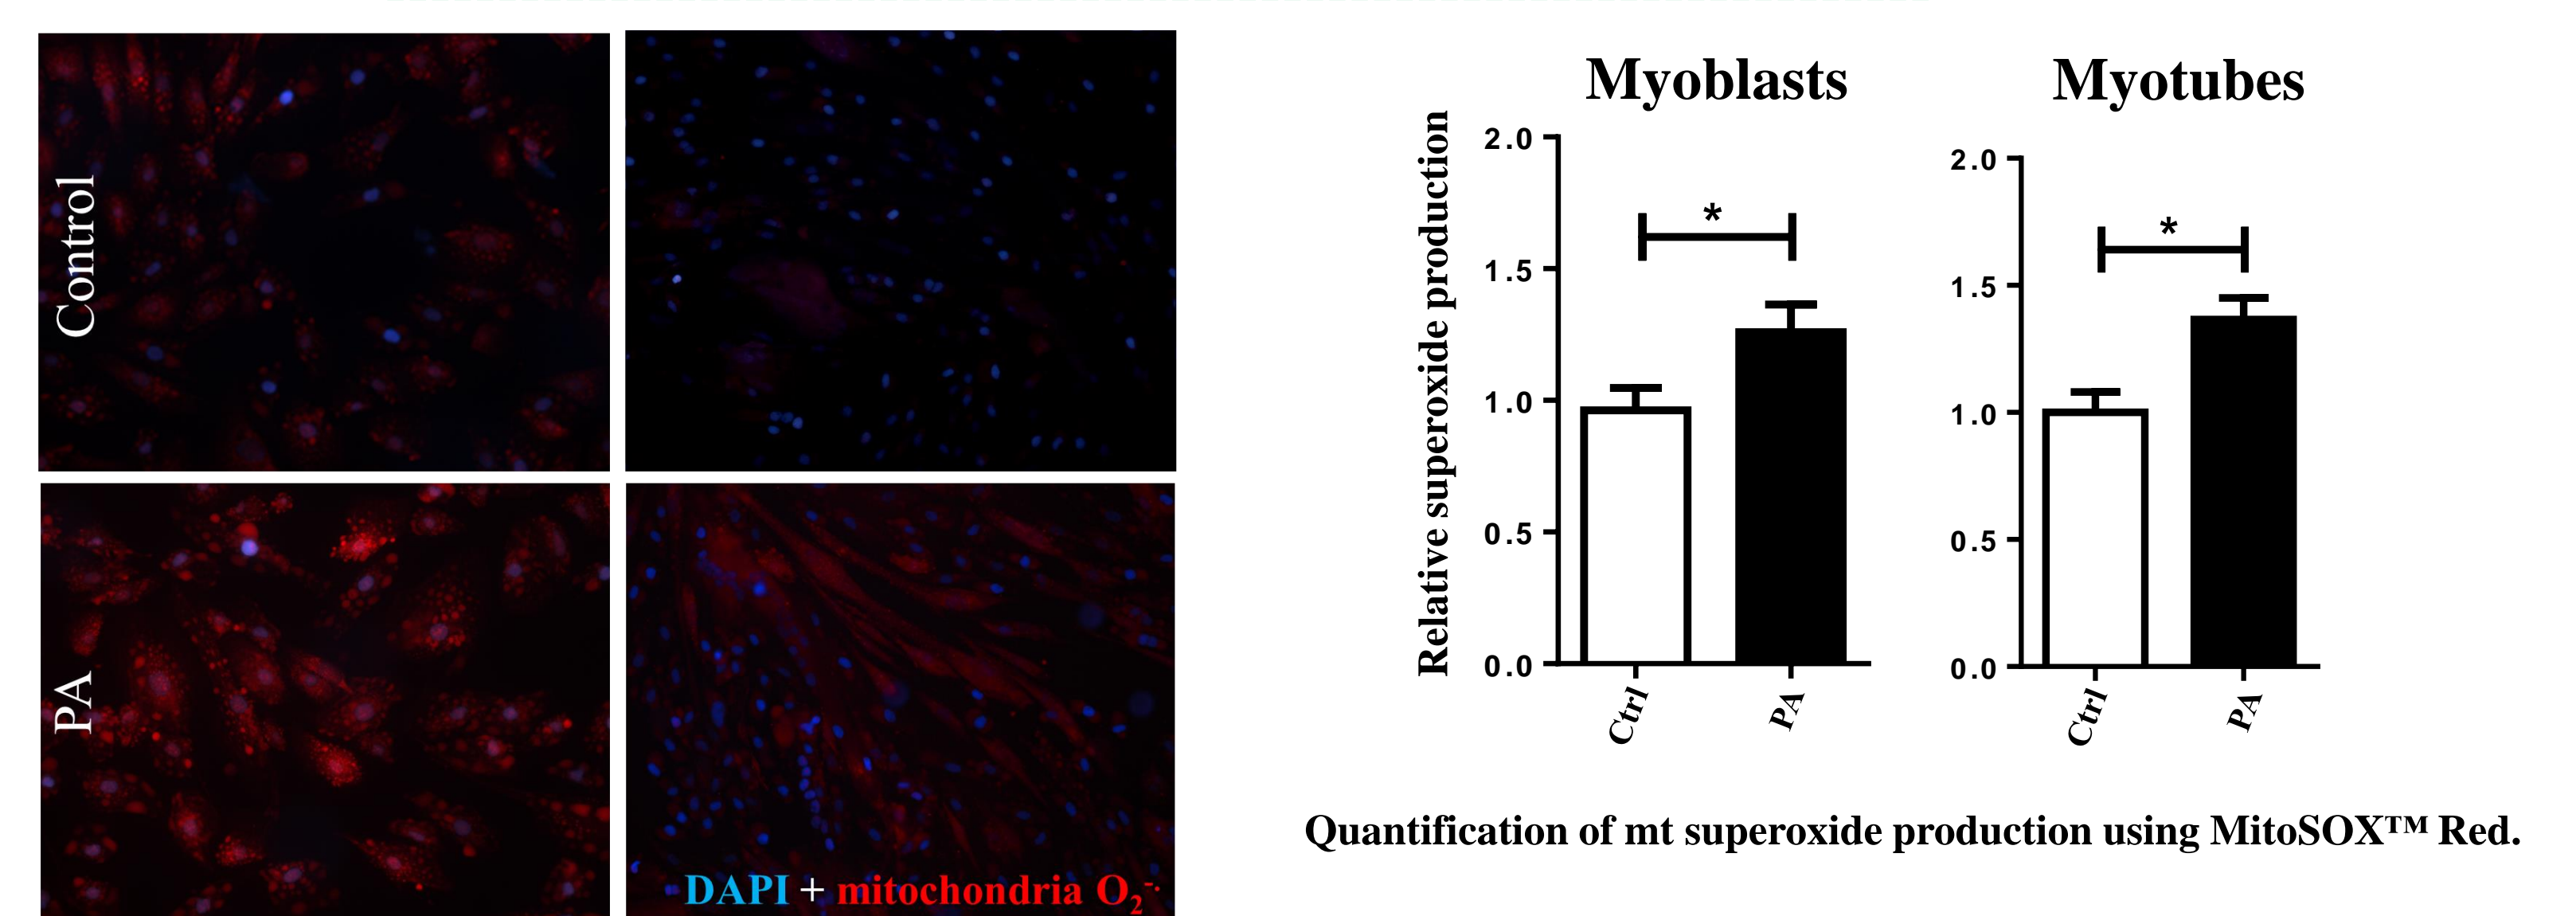 Control
PA
DAPI + mitochondria O₂⁻·
Myoblasts
Relative superoxide production
2.0
1.5
1.0
0.5
0.0
*
Ctrl
PA
Myotubes
2.0
1.5
1.0
0.5
0.0
*
Ctrl
PA
Quantification of mt superoxide production using MitoSOX™ Red.